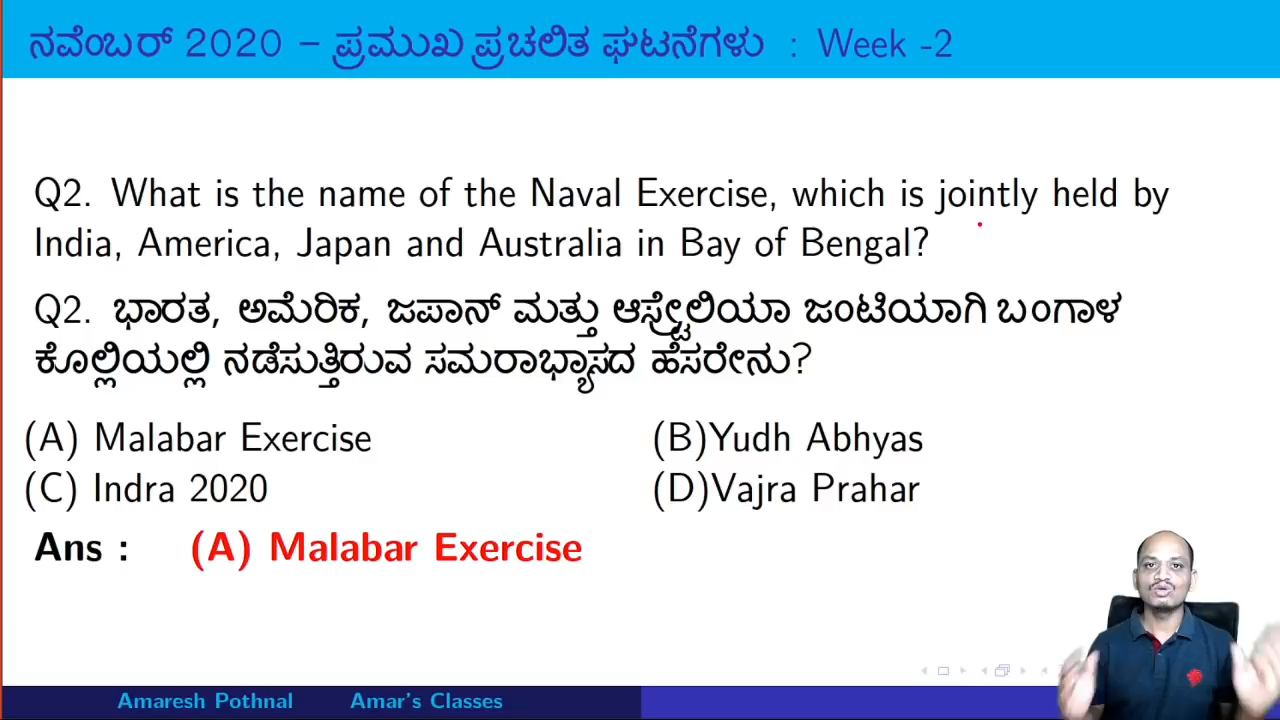 ನವೆಂಬರ್ 2020 – ಪ್ರಮುಖ ಪ್ರಚಲಿತ ಘಟನೆಗಳು : Week -2
Q2. What is the name of the Naval Exercise, which is jointly held by
India, America, Japan and Australia in Bay of Bengal?
Q2. ಭಾರತ, ಅಮೆರಿಕ, ಜಪಾನ್ ಮತ್ತು ಆಸ್ಟ್ರೇಲಿಯಾ ಜಂಟಿಯಾಗಿ ಬಂಗಾಳ
ಕೊಲ್ಲಿಯಲ್ಲಿ ನಡೆಸುತ್ತಿರುವ ಸಮರಾಭ್ಯಾಸದ ಹೆಸರೇನು?
(A) Malabar Exercise (B)Yudh Abhyas
(C) Indra 2020 (D)Vajra Prahar
Ans : (A) Malabar Exercise
Amaresh Pothnal Amar's Classes